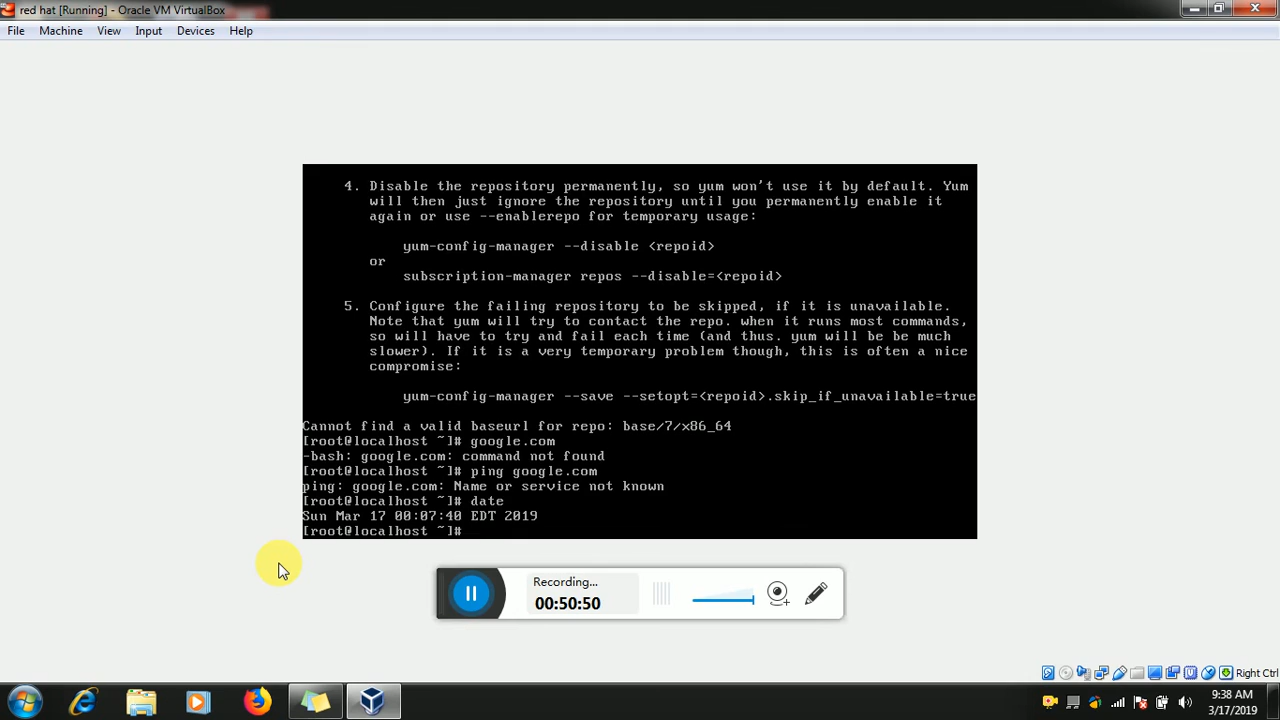 red hat [Running] - Oracle VM VirtualBox
File Machine View Input Devices Help
4. Disable the repository permanently, so yum won't use it by default. Yum
will then just ignore the repository until you permanently enable it
again or use --enablerepo for temporary usage:
yum-config-manager --disable <repoid>
or
subscription-manager repos --disable=<repoid>
5. Configure the failing repository to be skipped, if it is unavailable.
Note that yum will try to contact the repo. when it runs most commands,
so will have to try and fail each time (and thus. yum will be be much
slower). If it is a very temporary problem though, this is often a nice
compromise:
yum-config-manager --save --setopt=<repoid>.skip_if_unavailable=true
Cannot find a valid baseurl for repo: base/7/x86_64
[root@localhost ~]# google.com
-bash: google.com: command not found
[root@localhost ~]# ping google.com
ping: google.com: Name or service not known
[root@localhost ~]# date
Sun Mar 17 00:07:40 EDT 2019
[root@localhost ~]#
Recording...
00:50:50
Right Ctrl
9:38 AM
3/17/2019